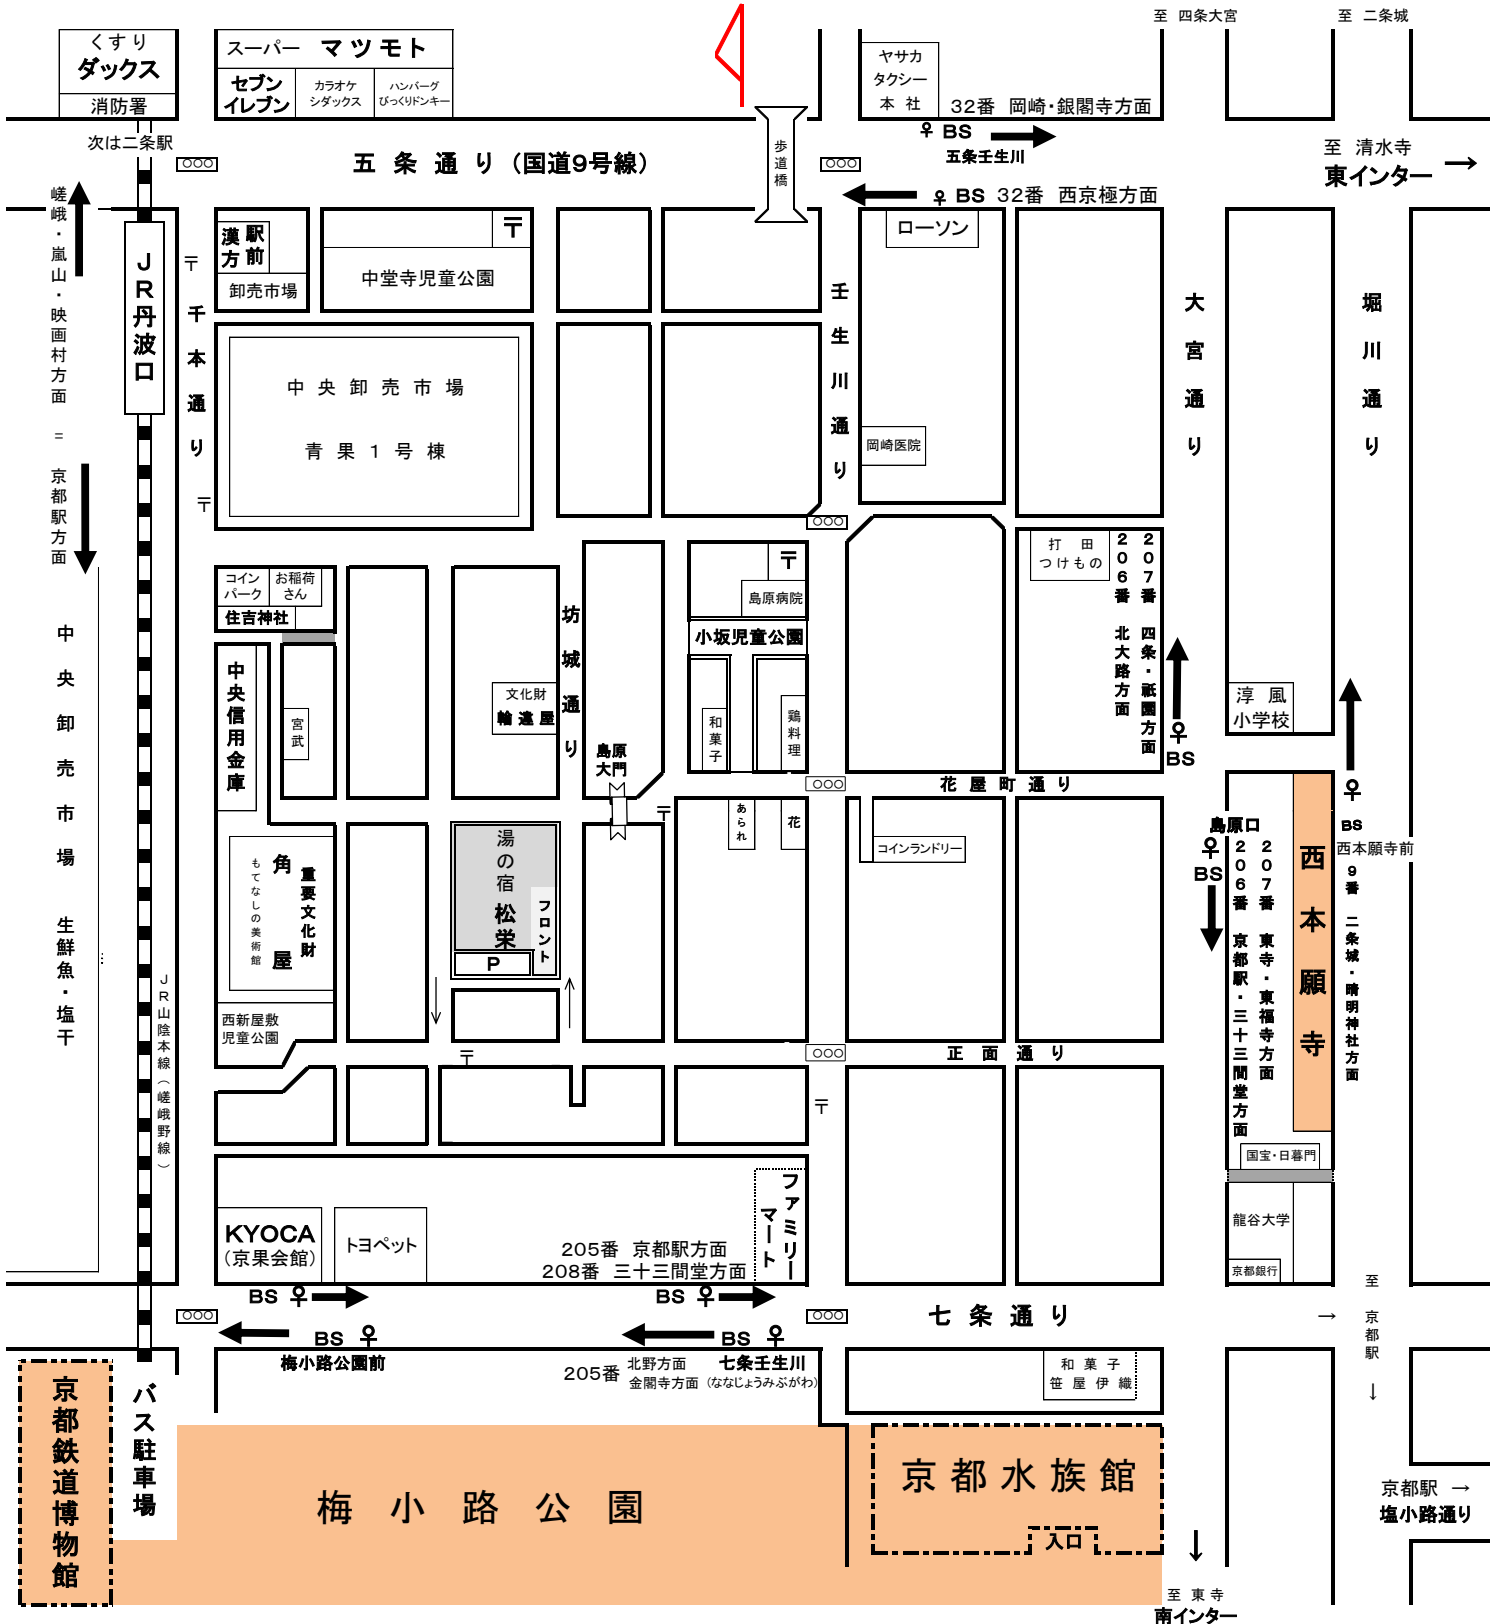 至 四条大宮
至 二条城
くすり
ダックス
消防署
スーパー マツモト
セブン
イレブン
カラオケ
シダックス
ハンバーグ
びっくりドンキー
ヤサカ
タクシー
本 社
32番 岡崎・銀閣寺方面
BS
五条壬生川
次は二条駅
五条通り(国道9号線)
歩道橋
至 清水寺
東インター →
BS 32番 西京極方面
嵯峨・嵐山・映画村方面 = 京都駅方面
JR丹波口
千本通り
〒
〒
漢方
駅前
卸売市場
〒
中堂寺児童公園
ローソン
壬生川通り
大宮通り
堀川通り
中央卸売市場
青果1号棟
岡崎医院
打 田
つけもの
207番 四条・祇園方面
206番 北大路方面
BS
コイン
パーク
お稲荷
さん
住吉神社
坊城通り
〒
島原病院
小坂児童公園
中央卸売市場 生鮮魚・塩干
中央信用金庫
宮武
文化財
輪違屋
島原
大門
和菓子
鶏料理
淳 風
小学校
花屋町通り
〒
あられ
花
コインランドリー
島原口
BS
BS
西本願寺前
湯の宿
松栄
フロント
P
重要文化財
角屋
もてなしの美術館
西新屋敷
児童公園
207番 東寺・東福寺方面
206番 京都駅・三十三間堂方面
西本願寺
9番 二条城・晴明神社方面
JR山陰本線(嵯峨野線)
〒
正面通り
〒
国宝・日暮門
龍谷大学
京都銀行
KYOCA
(京果会館)
トヨペット
ファミリー
マート
205番 京都駅方面
208番 三十三間堂方面
BS
BS
七条通り
→
至 京都駅 ↓
BS
梅小路公園前
BS
七条壬生川
(ななじょうみぶがわ)
205番
北野方面
金閣寺方面
和菓子
笹屋伊織
京都鉄道博物館
バス駐車場
梅小路公園
京都水族館
入口
京都駅 →
塩小路通り
至 東寺
南インター